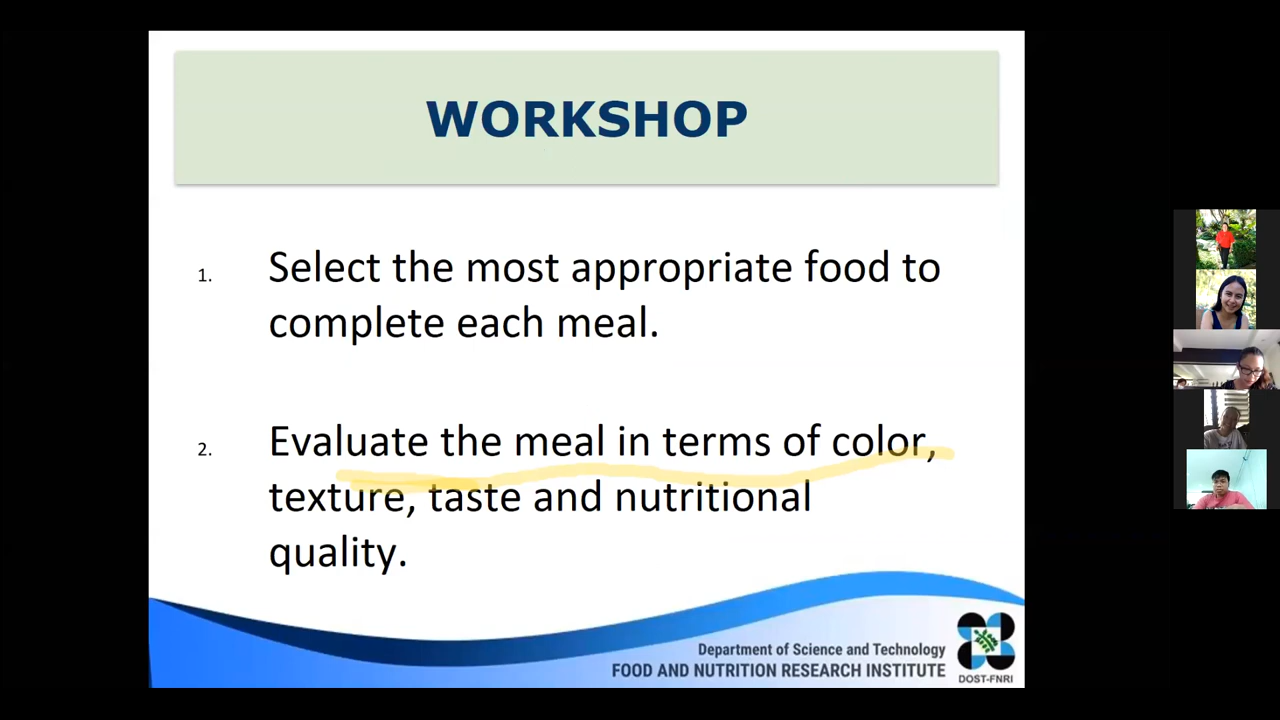 WORKSHOP
1. Select the most appropriate food to
complete each meal.
2. Evaluate the meal in terms of color,
texture, taste and nutritional
quality.
Department of Science and Technology
FOOD AND NUTRITION RESEARCH INSTITUTE
DOST-FNRI